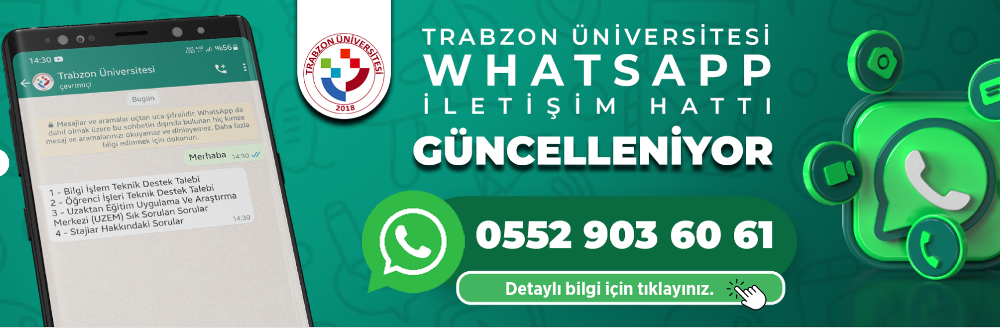 14:30
Voi) 4.5G
LTE1
%56
Trabzon Üniversitesi
çevrimiçi
Bugün
Mesajlar ve aramalar uçtan uca şifrelidir. WhatsApp da
dahil olmak üzere bu sohbetin dışında bulunan hiç kimse
mesaj ve aramalarınızı okuyamaz ve dinleyemez. Daha fazla
bilgi edinmek için dokunun.
Merhaba 14:30
1 - Bilgi İşlem Teknik Destek Talebi
2 - Öğrenci İşleri Teknik Destek Talebi
3 - Uzaktan Eğitim Uygulama Ve Araştırma
Merkezi (UZEM) Sık Sorulan Sorular
4 - Stajlar Hakkındaki Sorular
14:30
TRABZON ÜNİVERSİTESİ
2018
TRABZON ÜNİVERSİTESİ
WHATSAPP
İLETİŞİM HATTI
GÜNCELLENİYOR
0552 903 60 61
Detaylı bilgi için tıklayınız.